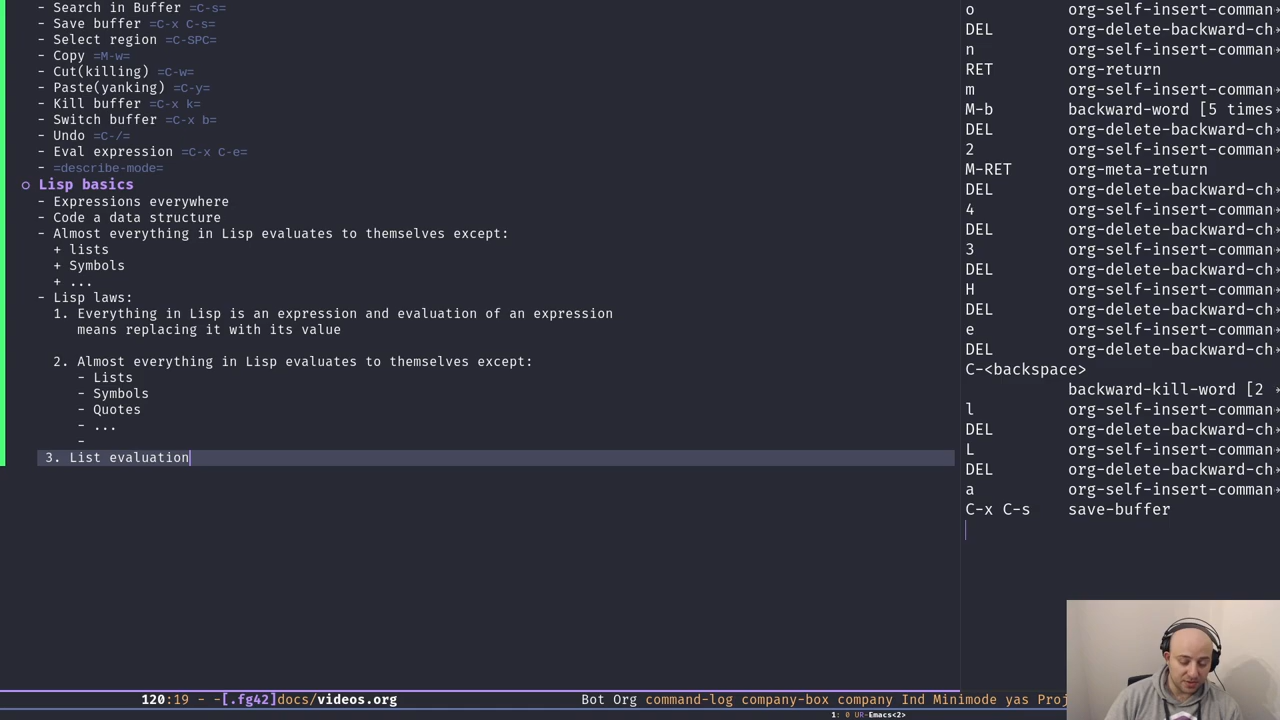 - Search in Buffer =C-s=
- Save buffer =C-x C-s=
- Select region =C-SPC=
- Copy =M-w=
- Cut(killing) =C-w=
- Paste(yanking) =C-y=
- Kill buffer =C-x k=
- Switch buffer =C-x b=
- Undo =C-/=
- Eval expression =C-x C-e=
- =describe-mode=
○ Lisp basics
- Expressions everywhere
- Code a data structure
- Almost everything in Lisp evaluates to themselves except:
+ lists
+ Symbols
+ ...
- Lisp laws:
1. Everything in Lisp is an expression and evaluation of an expression
means replacing it with its value
2. Almost everything in Lisp evaluates to themselves except:
- Lists
- Symbols
- Quotes
- ...
-
3. List evaluation
o org-self-insert-comman
DEL org-delete-backward-ch
n org-self-insert-comman
RET org-return
m org-self-insert-comman
M-b backward-word [5 times
DEL org-delete-backward-ch
2 org-self-insert-comman
M-RET org-meta-return
DEL org-delete-backward-ch
4 org-self-insert-comman
DEL org-delete-backward-ch
3 org-self-insert-comman
DEL org-delete-backward-ch
H org-self-insert-comman
DEL org-delete-backward-ch
e org-self-insert-comman
DEL org-delete-backward-ch
C-<backspace>
backward-kill-word [2
l org-self-insert-comman
DEL org-delete-backward-ch
L org-self-insert-comman
DEL org-delete-backward-ch
a org-self-insert-comman
C-x C-s save-buffer
120:19 - -[.fg42]docs/videos.org Bot Org command-log company-box company Ind Minimode yas Proj
1: 0 UR-Emacs<2>